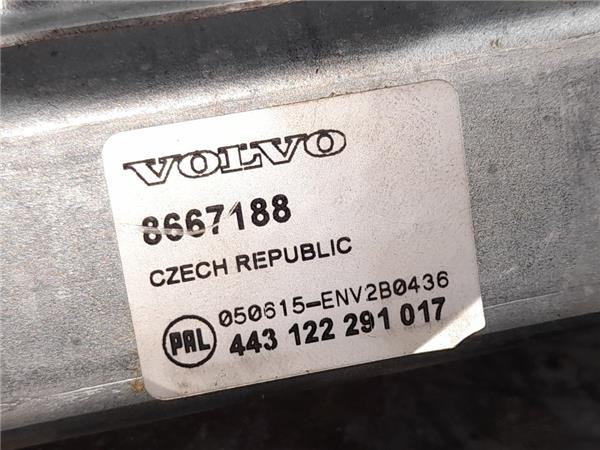 VOLVO
8667188
CZECH REPUBLIC
050615-ENV2B0436
PAL 443 122 291 017